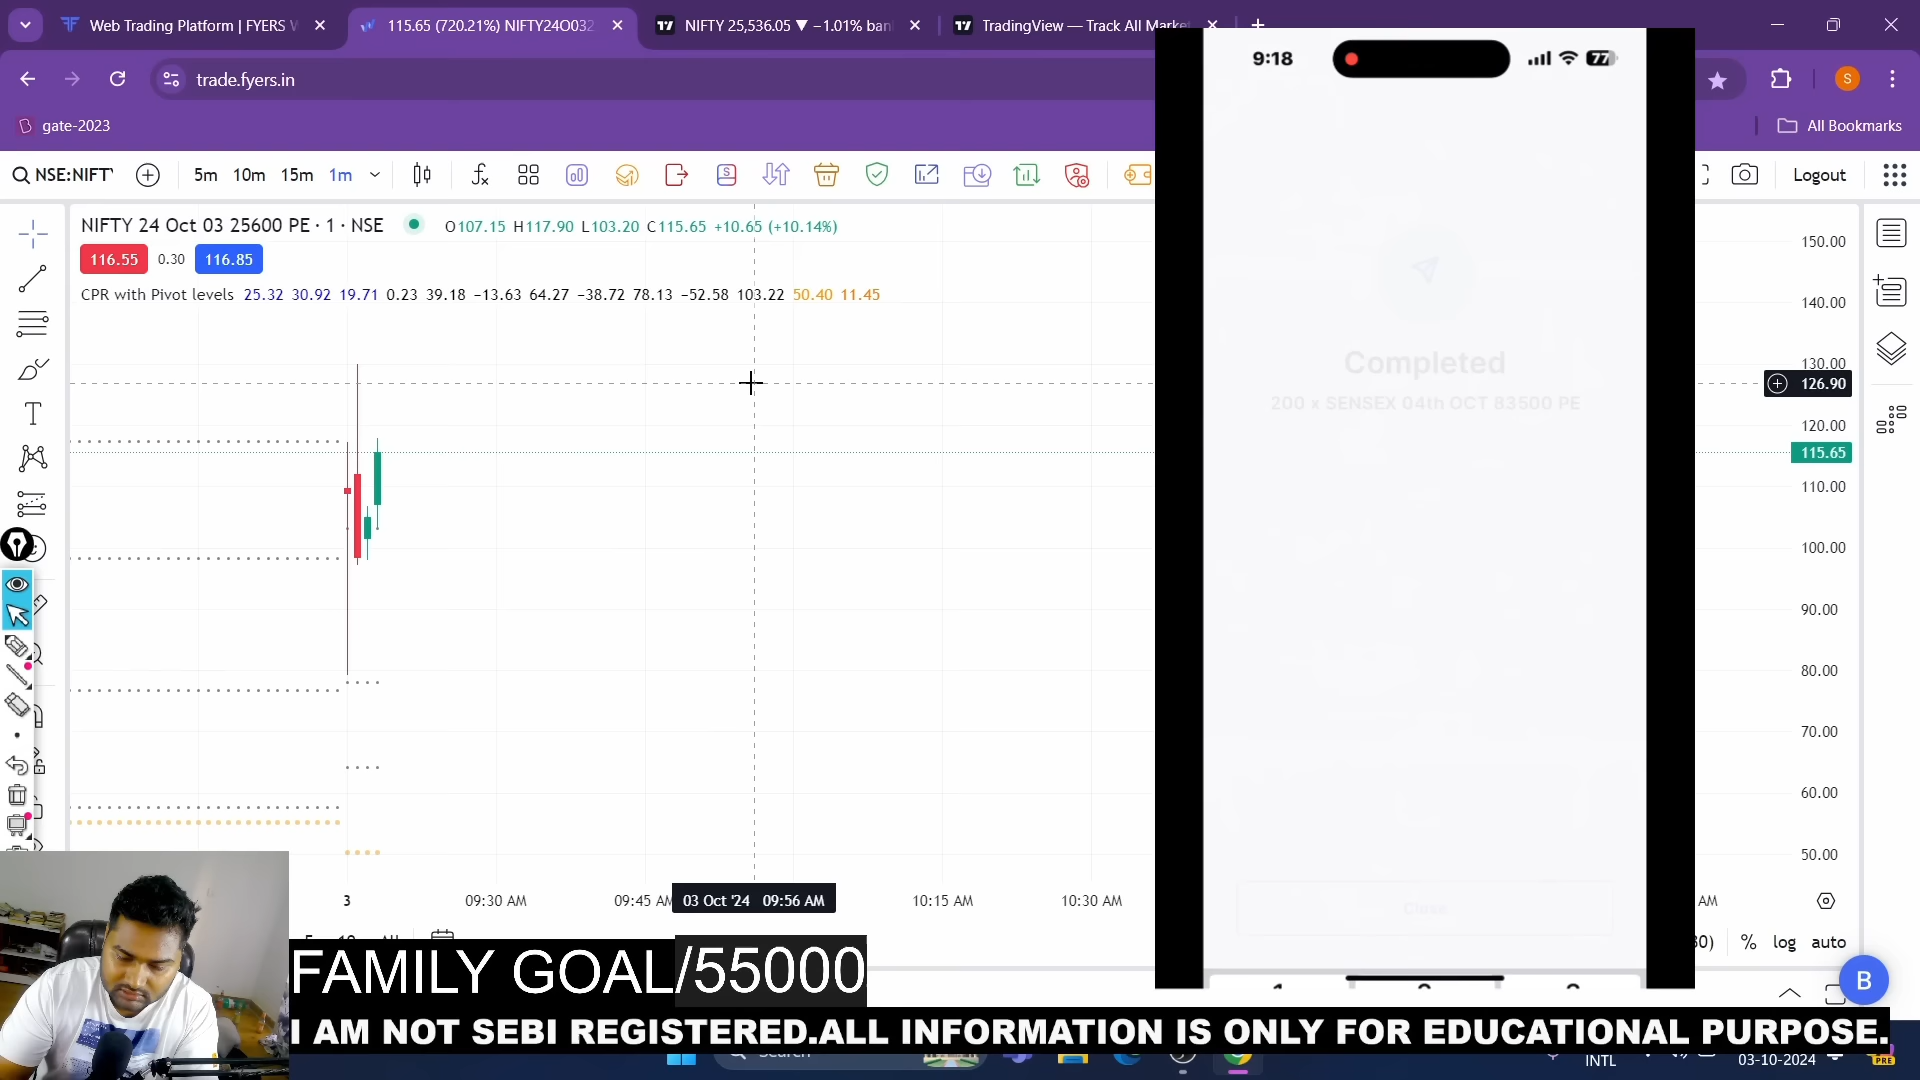 Web Trading Platform | FYERS
115.65 (720.21%) NIFTY24O032
NIFTY 25,536.05 ▼ −1.01%
TradingView — Track All Marke
trade.fyers.in
S
gate-2023
All Bookmarks
NSE:NIFT
5m 10m 15m 1m
Logout
NIFTY 24 Oct 03 25600 PE · 1 · NSE
O107.15 H117.90 L103.20 C115.65 +10.65 (+10.14%)
116.55 0.30 116.85
CPR with Pivot levels 25.32 30.92 19.71 0.23 39.18 −13.63 64.27 −38.72 78.13 −52.58 103.22 50.40 11.45
9:18
77
Completed
200 x SENSEX 04th OCT 83500 PE
Close
150.00
140.00
130.00
126.90
120.00
115.65
110.00
100.00
90.00
80.00
70.00
60.00
50.00
3 09:30 AM 09:45 AM 03 Oct '24 09:56 AM 10:15 AM 10:30 AM AM
% log auto
B
FAMILY GOAL/55000
I AM NOT SEBI REGISTERED.ALL INFORMATION IS ONLY FOR EDUCATIONAL PURPOSE.
Search
INTL
03-10-2024
PRE